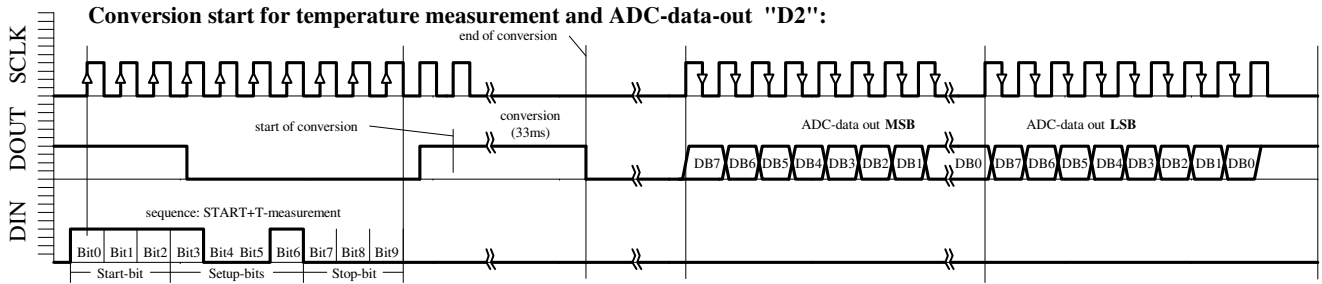 Conversion start for temperature measurement and ADC-data-out "D2":
end of conversion
SCLK
DOUT
start of conversion
conversion
(33ms)
ADC-data out MSB
ADC-data out LSB
DB7 DB6 DB5 DB4 DB3 DB2 DB1 DB0 DB7 DB6 DB5 DB4 DB3 DB2 DB1 DB0
DIN
sequence: START+T-measurement
Bit0 Bit1 Bit2 Bit3 Bit4 Bit5 Bit6 Bit7 Bit8 Bit9
Start-bit Setup-bits Stop-bit